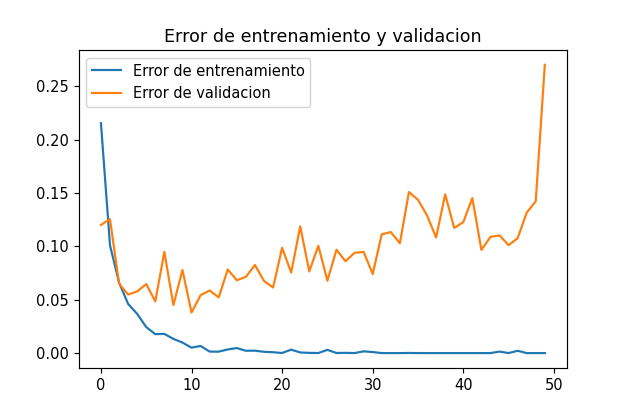 Error de entrenamiento y validacion
Error de entrenamiento
Error de validacion
0.25
0.20
0.15
0.10
0.05
0.00
0 10 20 30 40 50